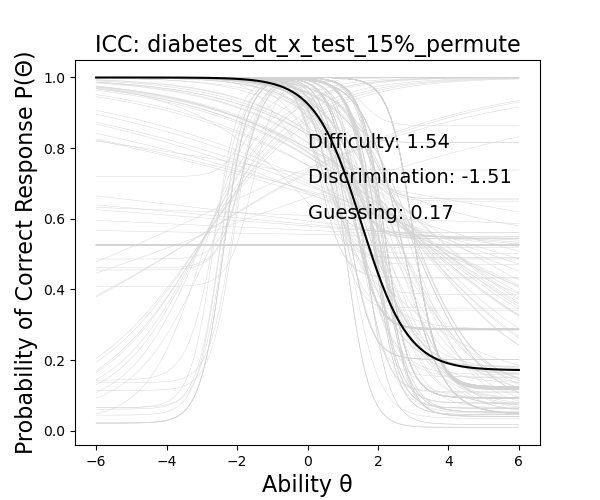 ICC: diabetes_dt_x_test_15%_permute
Probability of Correct Response P(Θ)
1.0
0.8
0.6
0.4
0.2
0.0
Difficulty: 1.54
Discrimination: -1.51
Guessing: 0.17
−6 −4 −2 0 2 4 6
Ability θ